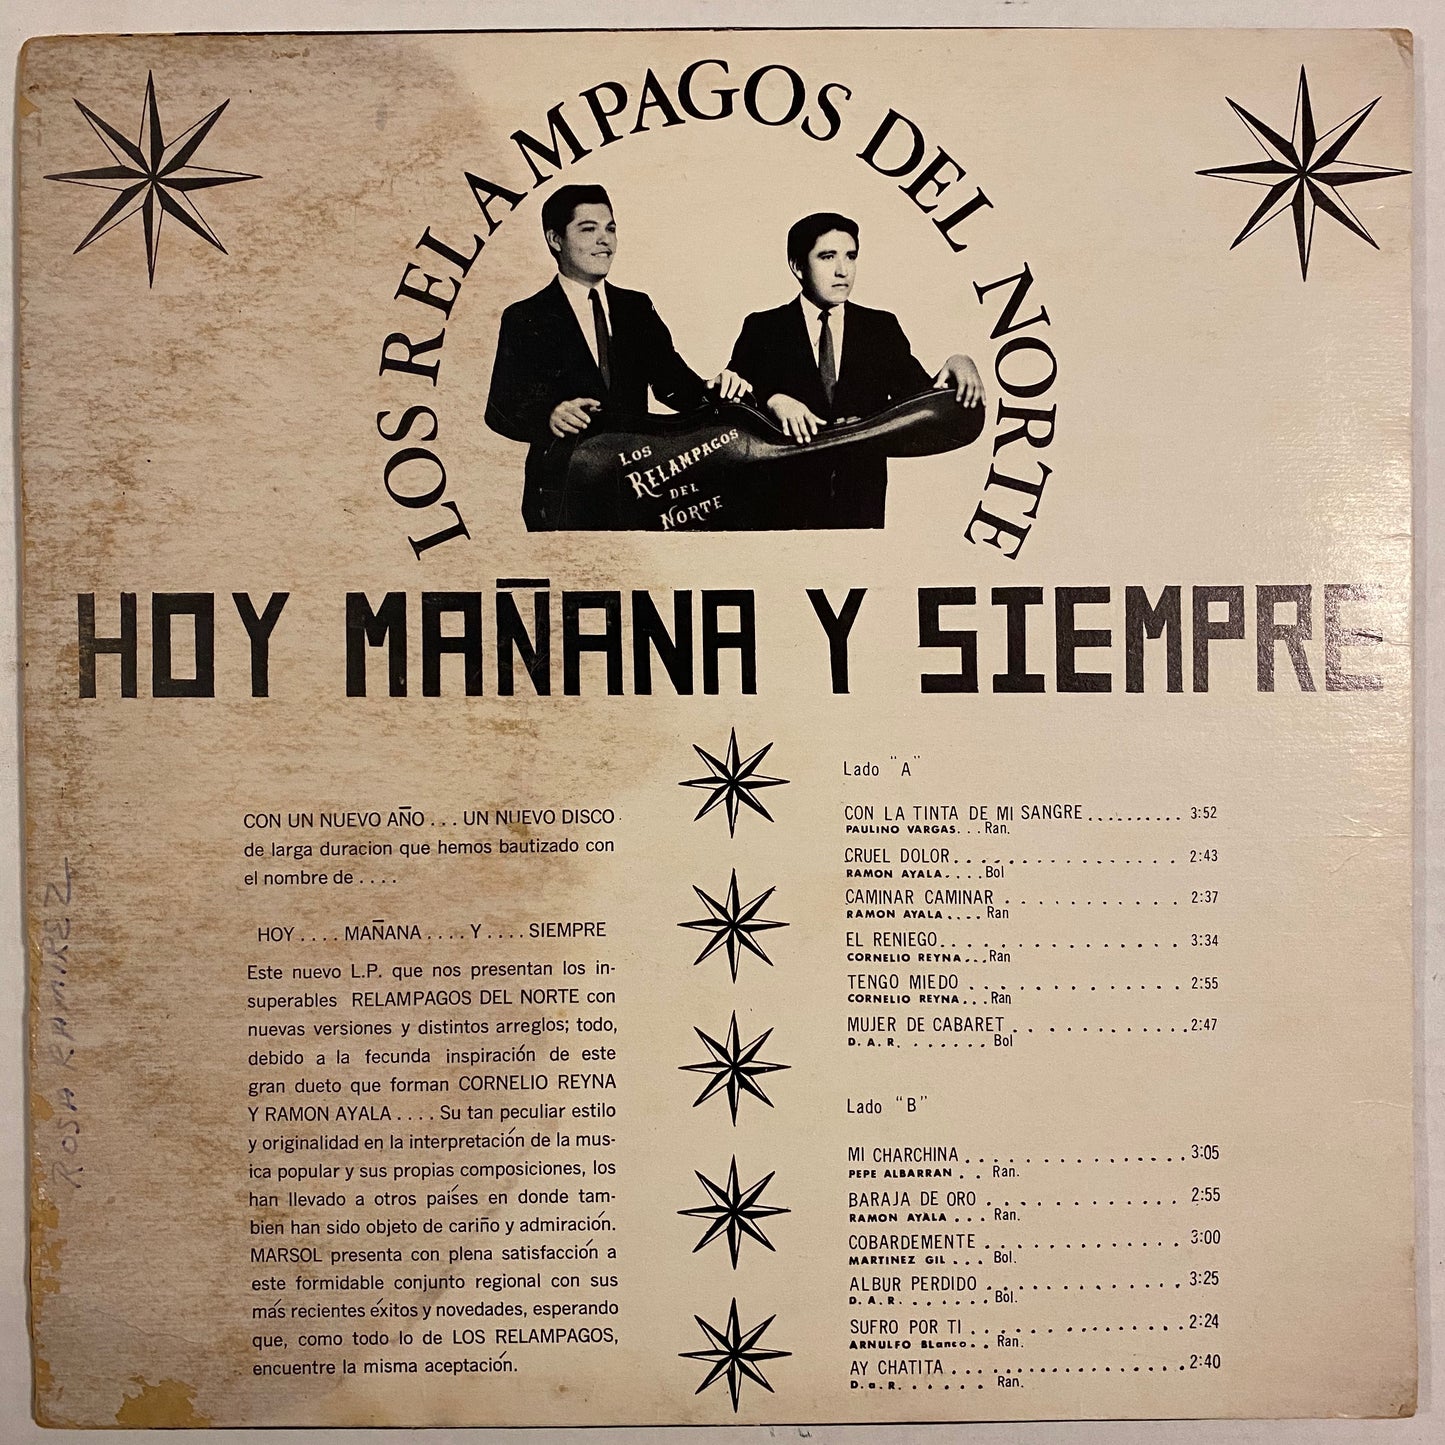 LOS RELAMPAGOS DEL NORTE
LOS
RELAMPAGOS
DEL
NORTE
HOY MAÑANA Y SIEMPRE
CON UN NUEVO AÑO . . . UN NUEVO DISCO
de larga duracion que hemos bautizado con
el nombre de . . . .
HOY . . . . MAÑANA . . . . Y . . . . SIEMPRE
Este nuevo L.P. que nos presentan los in-
superables RELAMPAGOS DEL NORTE con
nuevas versiones y distintos arreglos; todo,
debido a la fecunda inspiración de este
gran dueto que forman CORNELIO REYNA
Y RAMON AYALA . . . . Su tan peculiar estilo
y originalidad en la interpretación de la mus-
ica popular y sus propias composiciones, los
han llevado a otros países en donde tam-
bien han sido objeto de cariño y admiración.
MARSOL presenta con plena satisfacción a
este formidable conjunto regional con sus
más recientes éxitos y novedades, esperando
que, como todo lo de LOS RELAMPAGOS,
encuentre la misma aceptación.
Lado "A"
CON LA TINTA DE MI SANGRE . . . . . . . . . . 3:52
PAULINO VARGAS. . . Ran.
CRUEL DOLOR . . . . . . . . . . . . . 2:43
RAMON AYALA. . . . Bol
CAMINAR CAMINAR . . . . . . . . . . . 2:37
RAMON AYALA . . . . Ran
EL RENIEGO . . . . . . . . . . . . . . 3:34
CORNELIO REYNA. . . Ran
TENGO MIEDO . . . . . . . . . . . . . 2:55
CORNELIO REYNA. . . Ran
MUJER DE CABARET . . . . . . . . . . . 2:47
D. A. R. . . . . . . . Bol
Lado "B"
MI CHARCHINA . . . . . . . . . . . . . . 3:05
PEPE ALBARRAN . . Ran.
BARAJA DE ORO . . . . . . . . . . . . 2:55
RAMON AYALA . . . Ran.
COBARDEMENTE . . . . . . . . . . . . 3:00
MARTINEZ GIL . . . Bol.
ALBUR PERDIDO . . . . . . . . . . . . 3:25
D. A. R. . . . . . . . Bol.
SUFRO POR TI . . . . . . . . . . . . . 2:24
ARNULFO BLanco. . . Ran.
AY CHATITA . . . . . . . . . . . . . . . 2:40
D. a R. . . . . . . Ran.
ROSA RAMIREZ